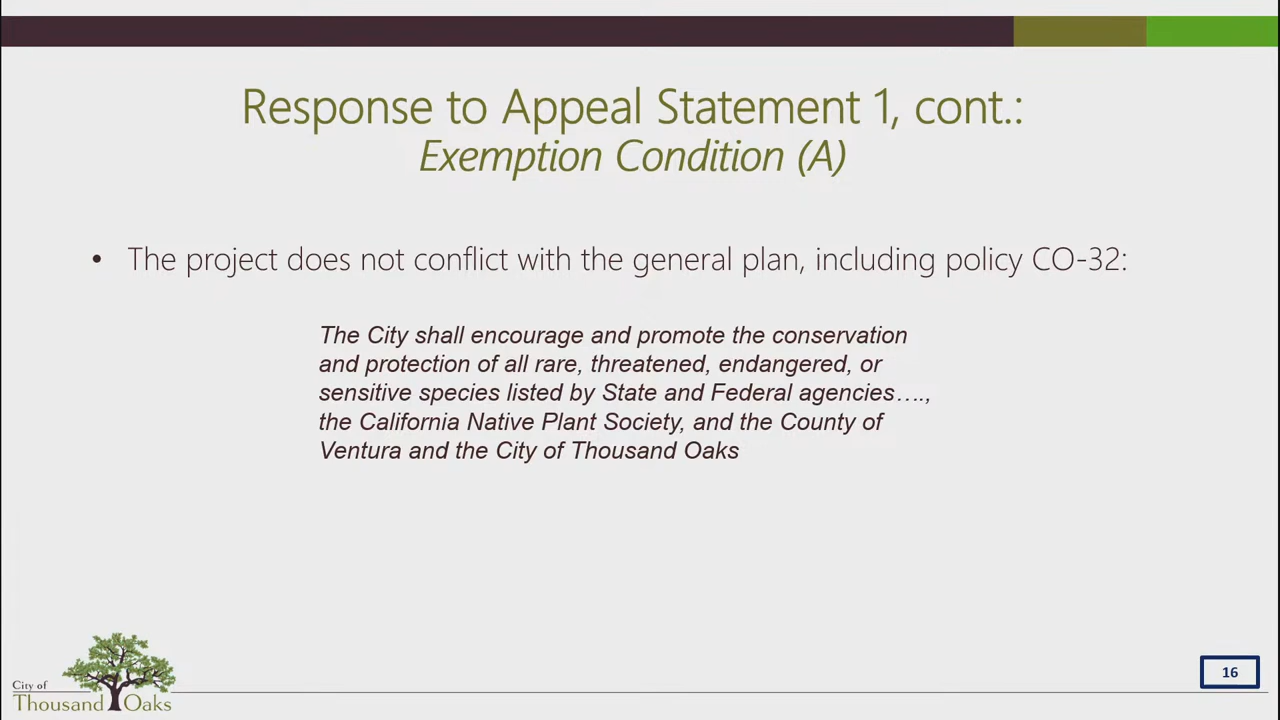 Response to Appeal Statement 1, cont.:
Exemption Condition (A)
• The project does not conflict with the general plan, including policy CO-32:
The City shall encourage and promote the conservation
and protection of all rare, threatened, endangered, or
sensitive species listed by State and Federal agencies....,
the California Native Plant Society, and the County of
Ventura and the City of Thousand Oaks
City of
Thousand Oaks
16